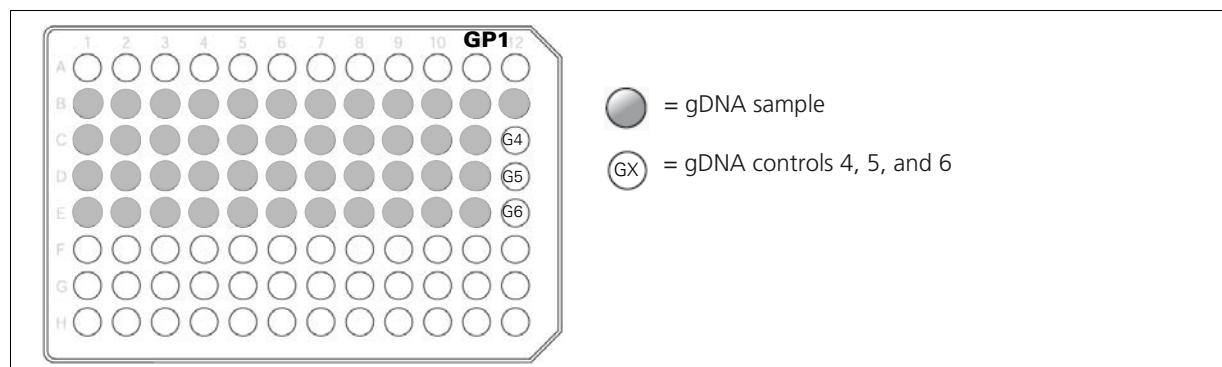 1 2 3 4 5 6 7 8 9 10 GP1 12
A
B
C G4
D G5
E G6
F
G
H
= gDNA sample
GX = gDNA controls 4, 5, and 6